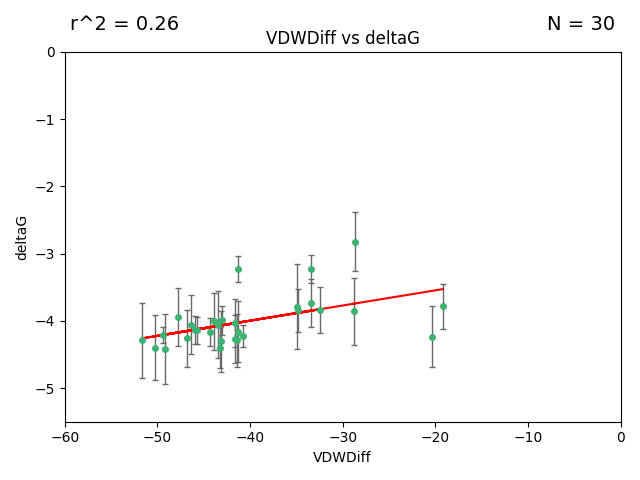 r^2 = 0.26
N = 30
VDWDiff vs deltaG
0
−1
−2
−3
−4
−5
deltaG
−60 −50 −40 −30 −20 −10 0
VDWDiff